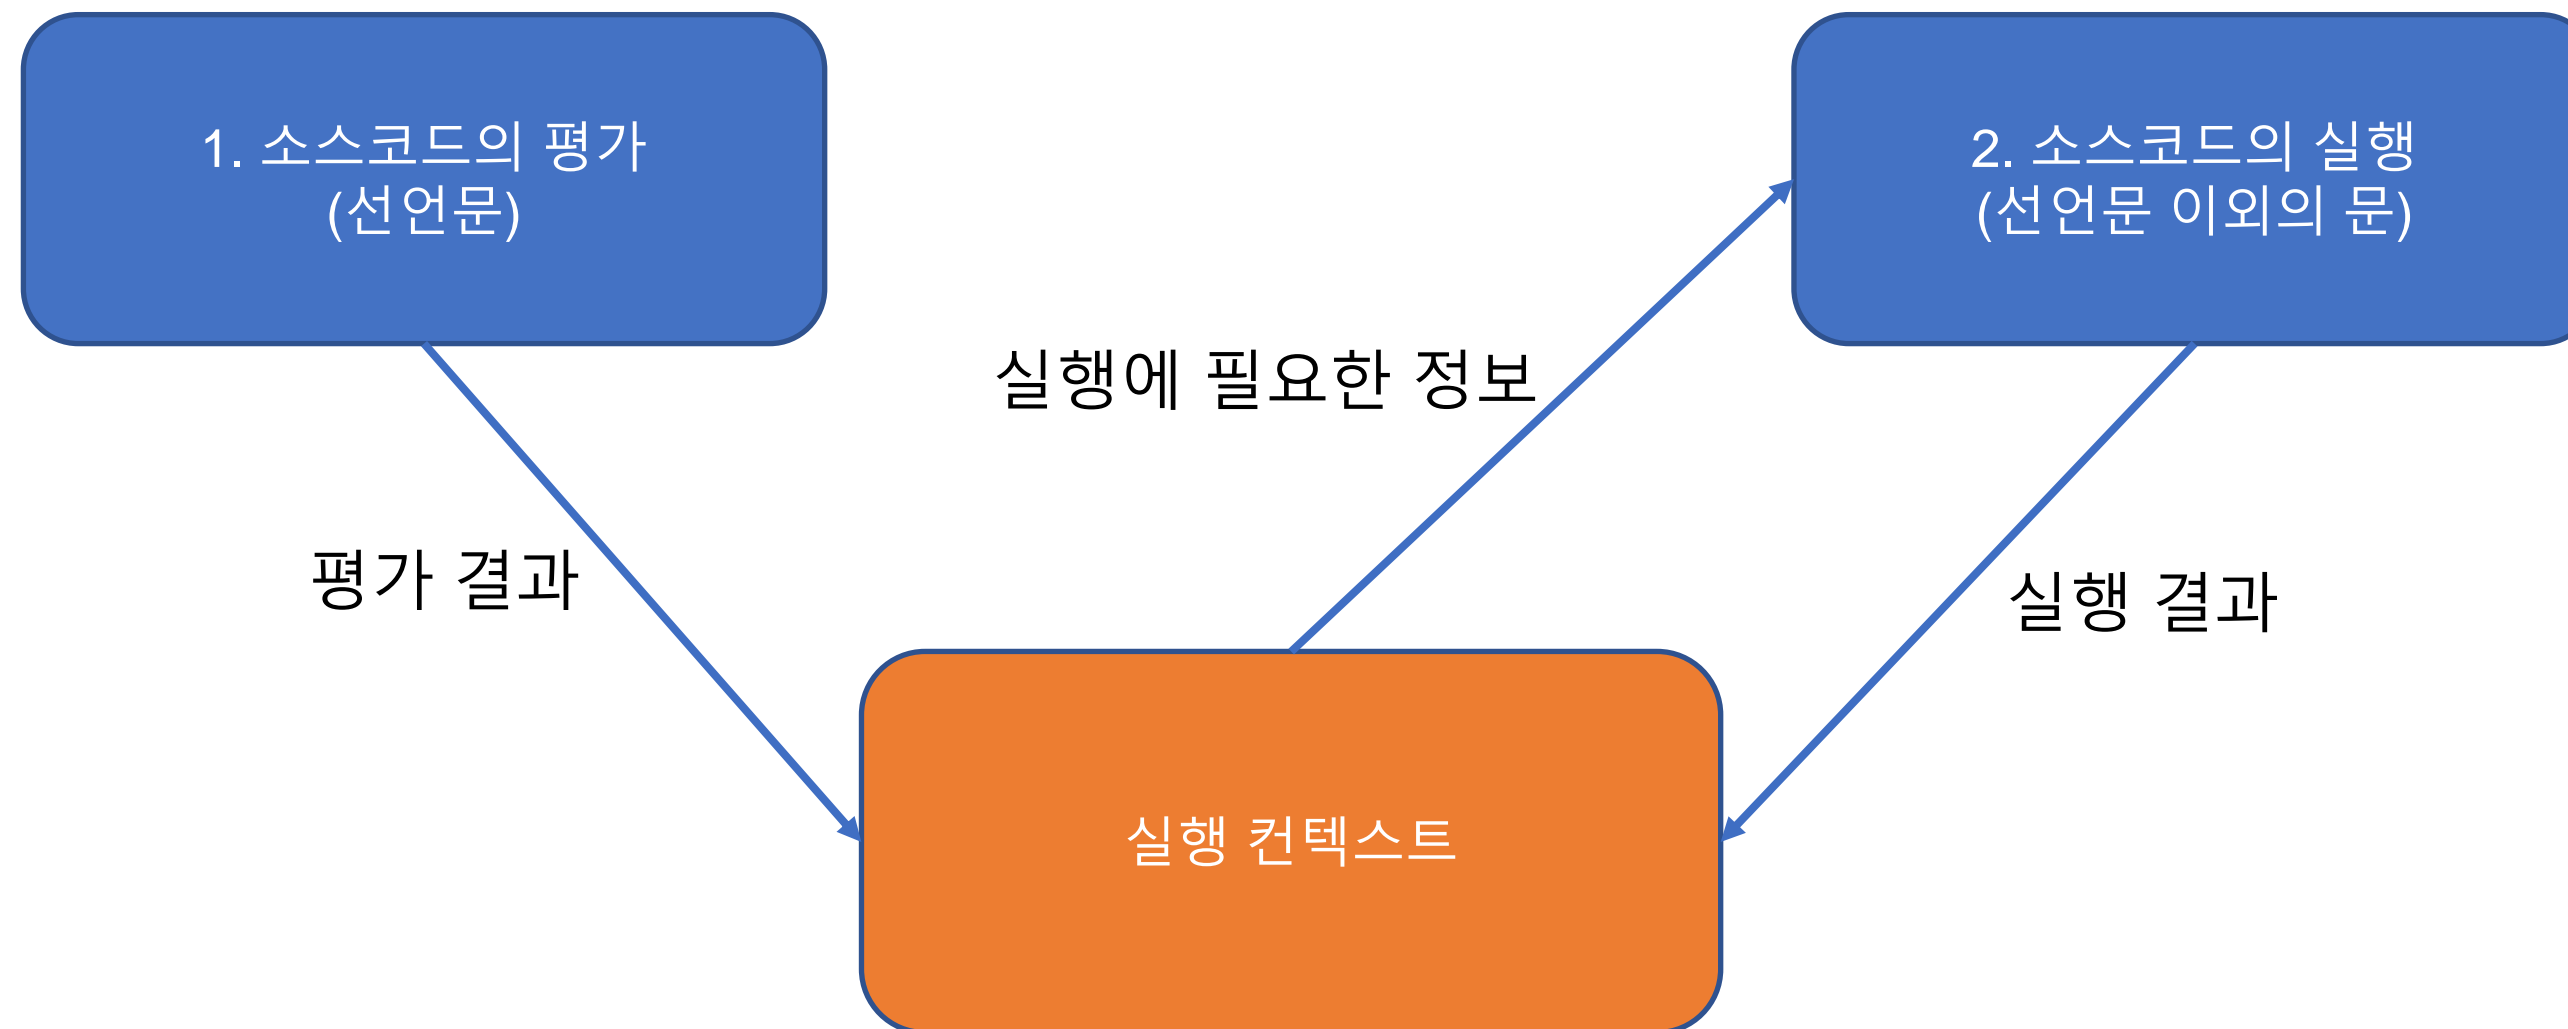 1. 소스코드의 평가
(선언문)
2. 소스코드의 실행
(선언문 이외의 문)
실행에 필요한 정보
평가 결과
실행 결과
실행 컨텍스트